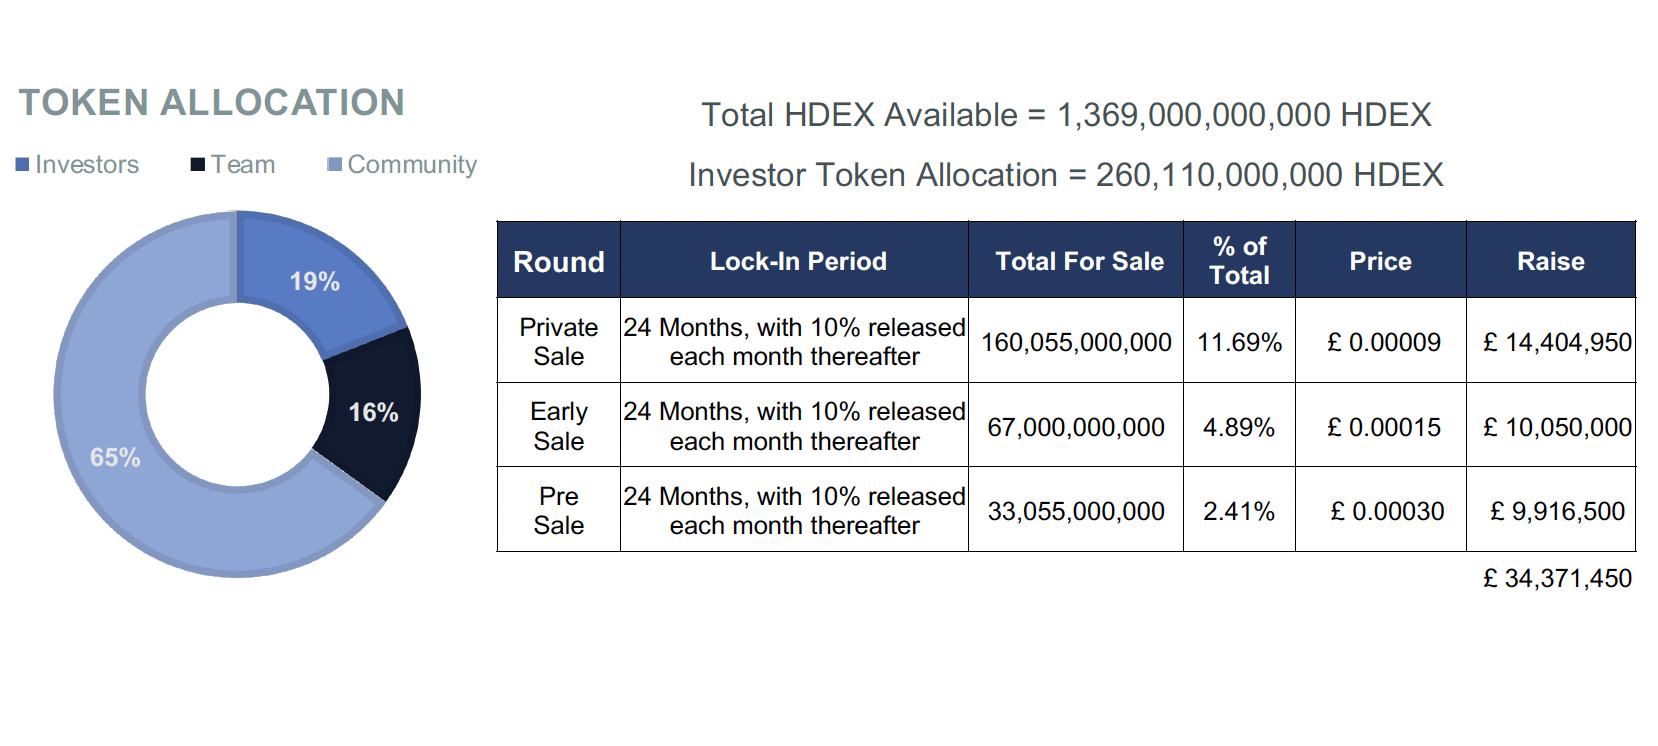 TOKEN ALLOCATION
Investors Team Community
19%
16%
65%
Total HDEX Available = 1,369,000,000,000 HDEX
Investor Token Allocation = 260,110,000,000 HDEX
Round Lock-In Period Total For Sale % of Total Price Raise
Private Sale 24 Months, with 10% released each month thereafter 160,055,000,000 11.69% £ 0.00009 £ 14,404,950
Early Sale 24 Months, with 10% released each month thereafter 67,000,000,000 4.89% £ 0.00015 £ 10,050,000
Pre Sale 24 Months, with 10% released each month thereafter 33,055,000,000 2.41% £ 0.00030 £ 9,916,500
£ 34,371,450